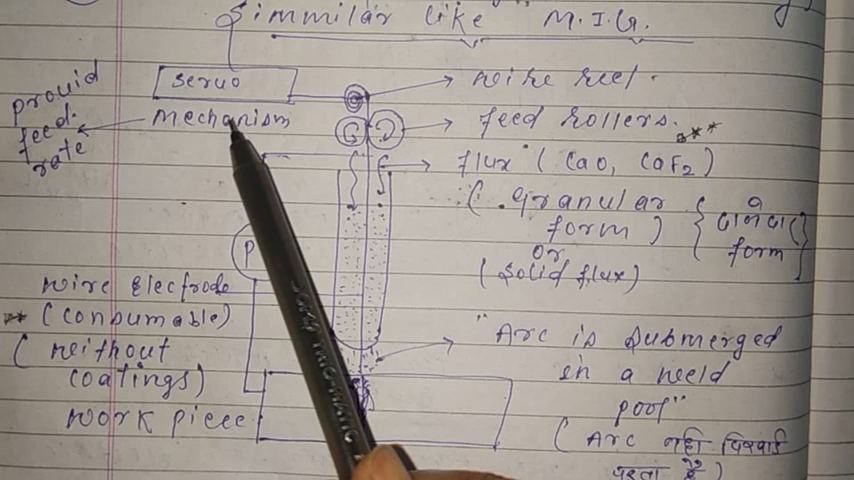 Simmilar like " M.I.G.
Servo
mechanism
provid
feed.
rate
wire reel.
feed rollers.
**
flux (CaO, CaF2)
( Granular
form )
or
(Solid flux)
दानेदार
form
P
wire Electrode
** (consumable)
( without
coatings)
work piece
"Arc is submerged
in a weld
pool"
( Arc नहीं दिखाई
पड़ता है )